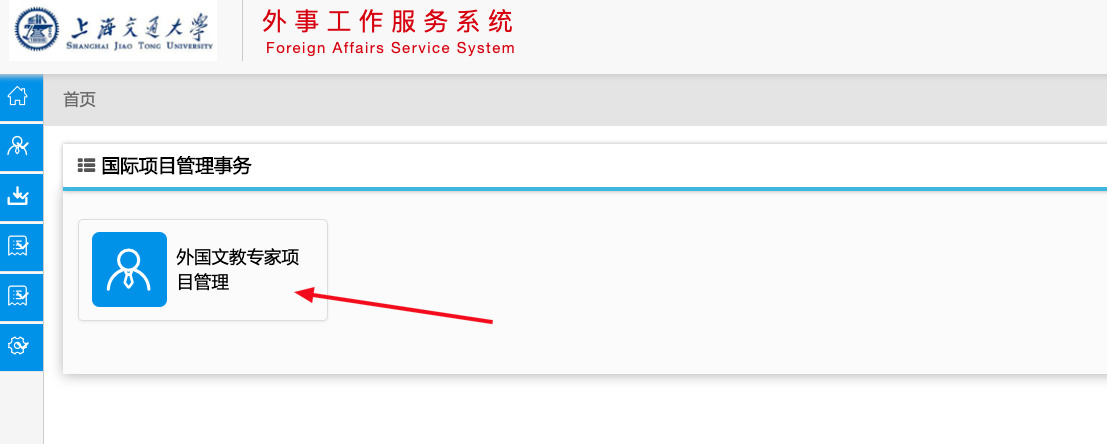 上海交通大学
SHANGHAI JIAO TONG UNIVERSITY
外事工作服务系统
Foreign Affairs Service System
首页
国际项目管理事务
外国文教专家项
目管理